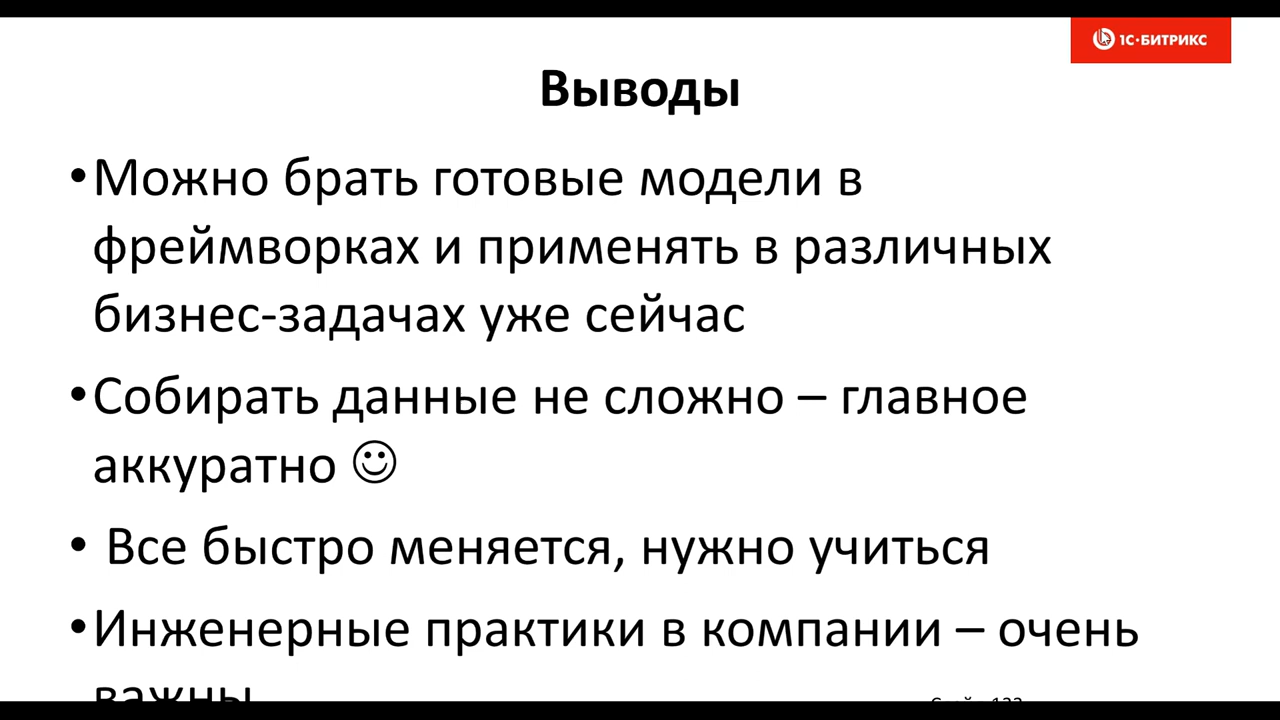 1С·БИТРИКС
Выводы
•Можно брать готовые модели в
фреймворках и применять в различных
бизнес-задачах уже сейчас
•Собирать данные не сложно – главное
аккуратно ☺
• Все быстро меняется, нужно учиться
•Инженерные практики в компании – очень
важны